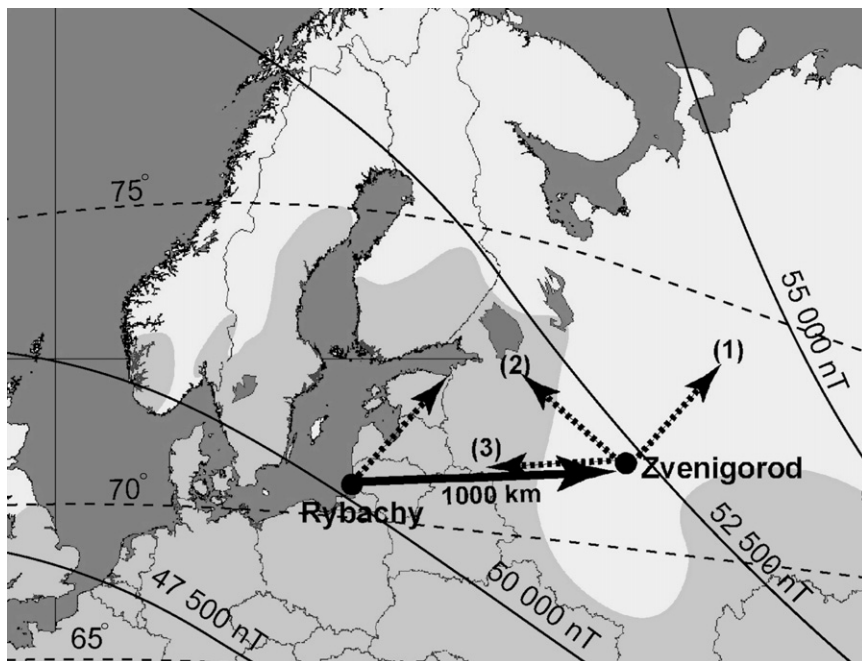 75°
55 000 nT
(1)
(2)
(3)
Zvenigorod
1000 km
Rybachy
70°
52 500 nT
50 000 nT
47 500 nT
65°